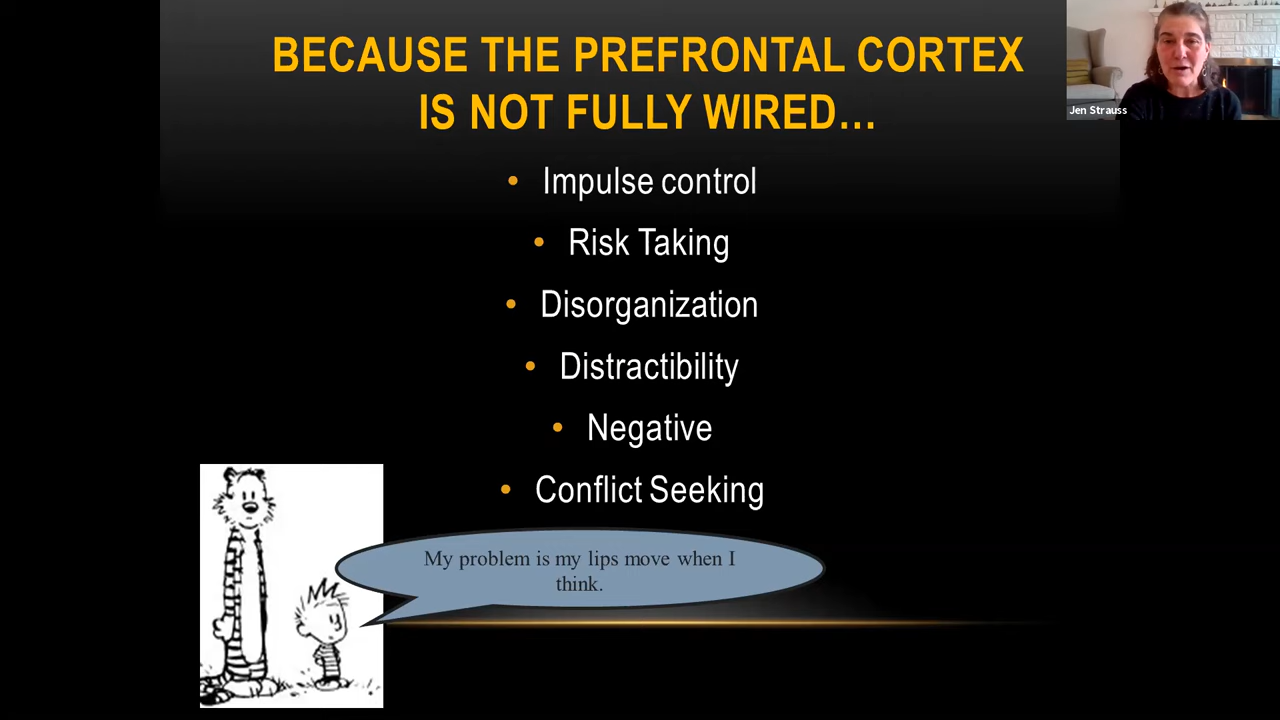 BECAUSE THE PREFRONTAL CORTEX
IS NOT FULLY WIRED...
• Impulse control
• Risk Taking
• Disorganization
• Distractibility
• Negative
• Conflict Seeking
My problem is my lips move when I
think.
Jen Strauss